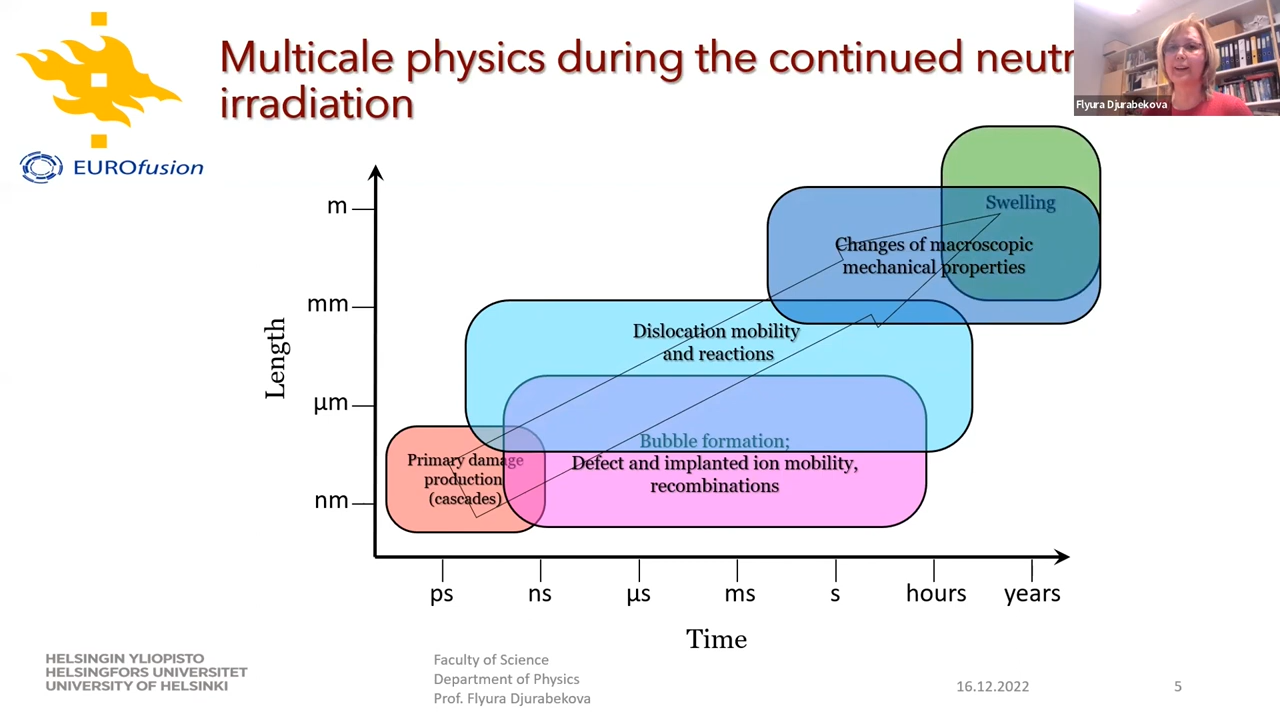 Multicale physics during the continued neutr
irradiation
Flyura Djurabekova
EUROfusion
m
mm
µm
nm
Length
Swelling
Changes of macroscopic
mechanical properties
Dislocation mobility
and reactions
Bubble formation;
Defect and implanted ion mobility,
recombinations
Primary damage
production
(cascades)
ps
ns
µs
ms
s
hours
years
Time
HELSINGIN YLIOPISTO
HELSINGFORS UNIVERSITET
UNIVERSITY OF HELSINKI
Faculty of Science
Department of Physics
Prof. Flyura Djurabekova
16.12.2022
5